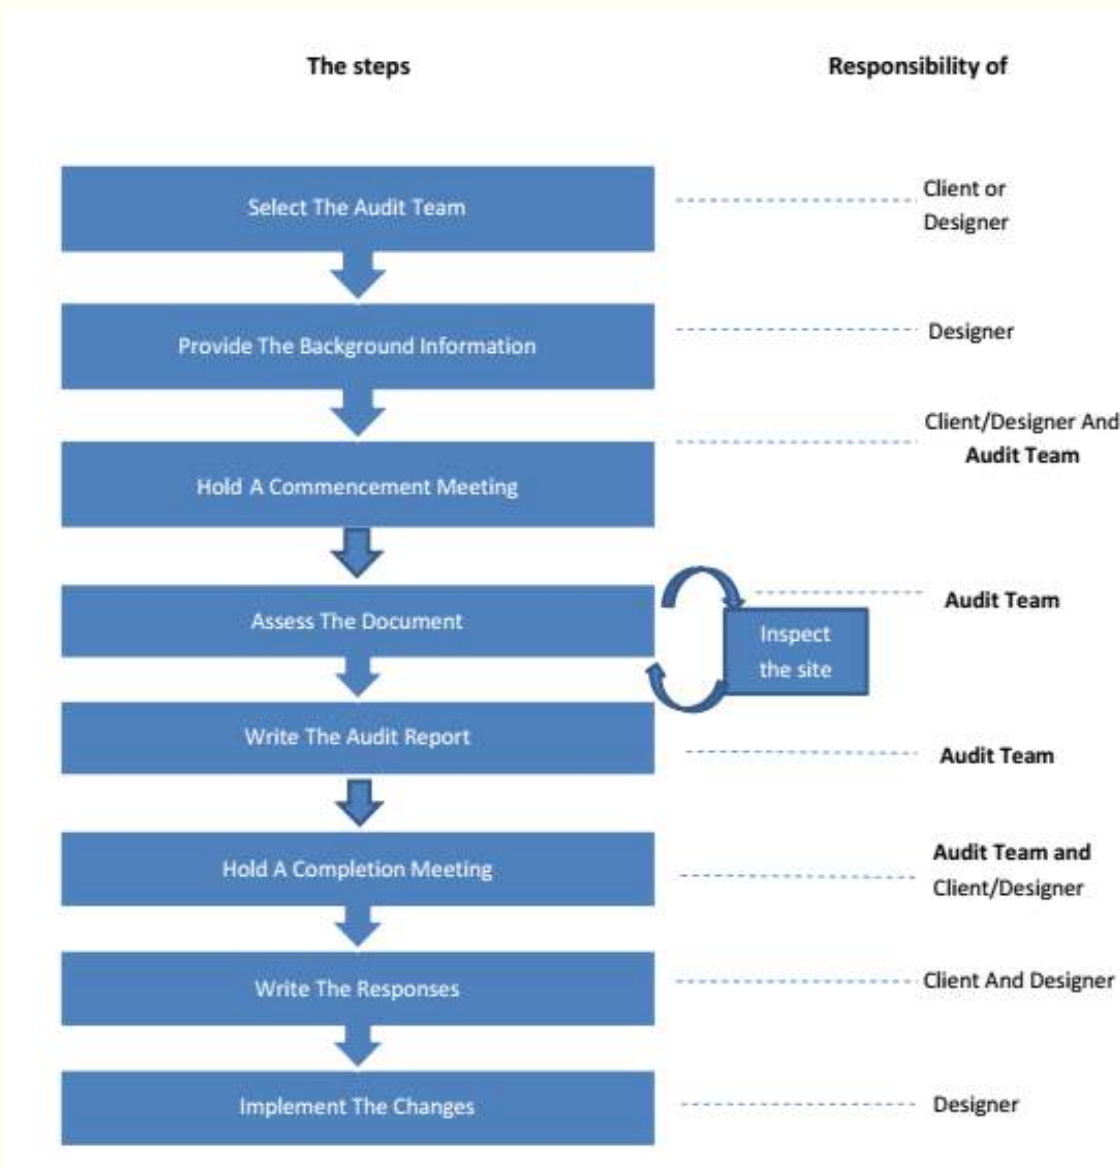 The steps
Responsibility of
Select The Audit Team
Client or
Designer
Provide The Background Information
Designer
Hold A Commencement Meeting
Client/Designer And
Audit Team
Assess The Document
Inspect
the site
Audit Team
Write The Audit Report
Audit Team
Hold A Completion Meeting
Audit Team and
Client/Designer
Write The Responses
Client And Designer
Implement The Changes
Designer